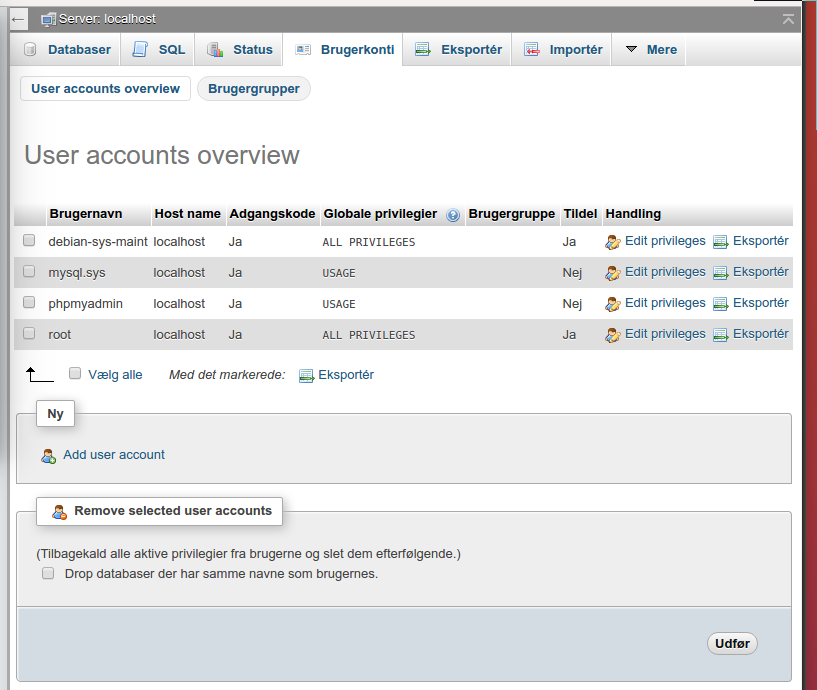 Server: localhost
Databaser SQL Status Brugerkonti Eksportér Importér Mere
User accounts overview Brugergrupper
User accounts overview
Brugernavn Host name Adgangskode Globale privilegier Brugergruppe Tildel Handling
debian-sys-maint localhost Ja ALL PRIVILEGES Ja Edit privileges Eksportér
mysql.sys localhost Ja USAGE Nej Edit privileges Eksportér
phpmyadmin localhost Ja USAGE Nej Edit privileges Eksportér
root localhost Ja ALL PRIVILEGES Ja Edit privileges Eksportér
Vælg alle Med det markerede: Eksportér
Ny
Add user account
Remove selected user accounts
(Tilbagekald alle aktive privilegier fra brugerne og slet dem efterfølgende.)
Drop databaser der har samme navne som brugernes.
Udfør